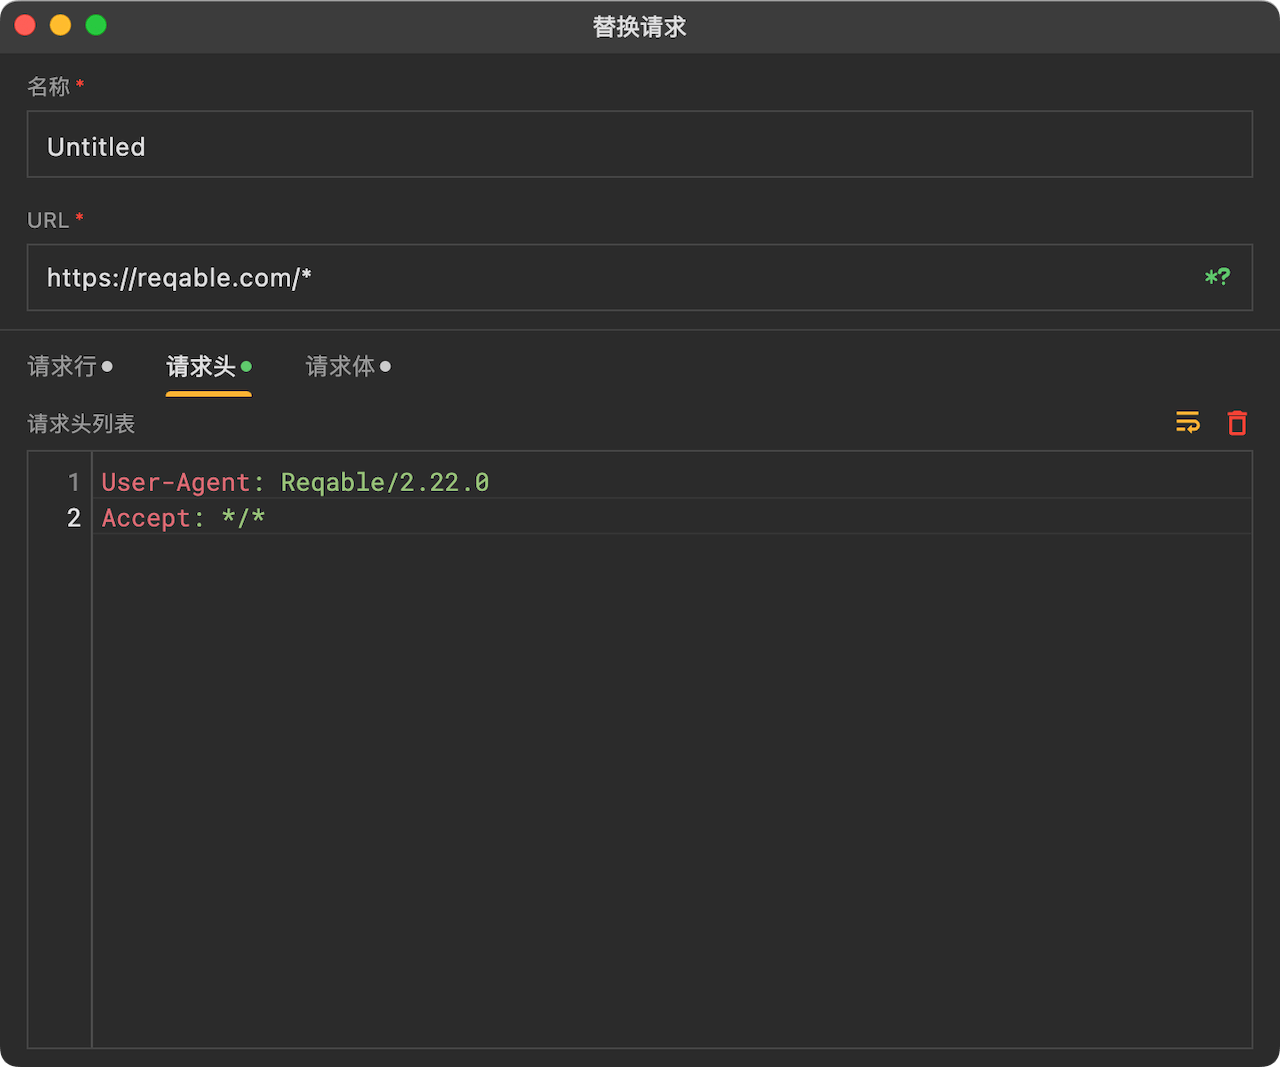 替换请求
名称 *
Untitled
URL *
https://reqable.com/*
*?
请求行 请求头 请求体
请求头列表
1 User-Agent: Reqable/2.22.0
2 Accept: */*